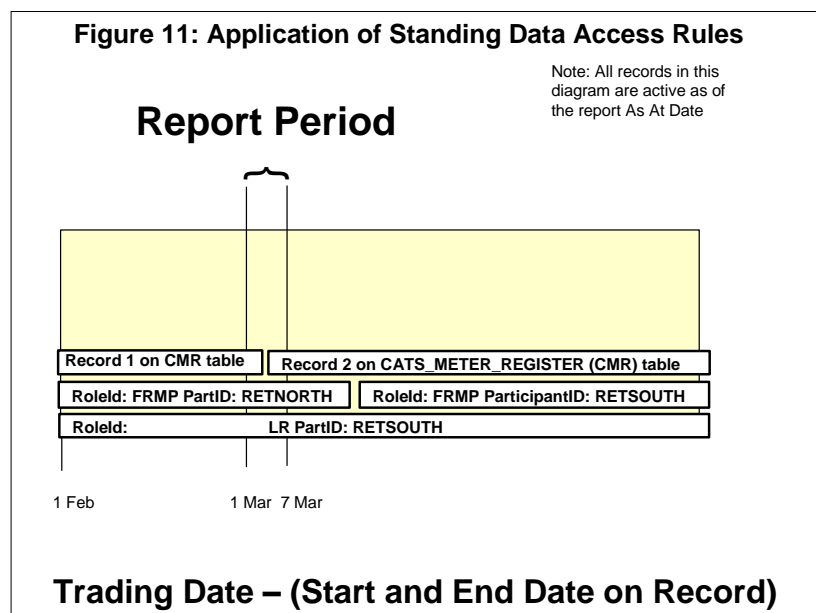 Figure 11: Application of Standing Data Access Rules
Note: All records in this
diagram are active as of
the report As At Date
Report Period
Record 1 on CMR table
Record 2 on CATS_METER_REGISTER (CMR) table
RoleId: FRMP PartID: RETNORTH
RoleId: FRMP ParticipantID: RETSOUTH
RoleId: LR PartID: RETSOUTH
1 Feb 1 Mar 7 Mar
Trading Date – (Start and End Date on Record)